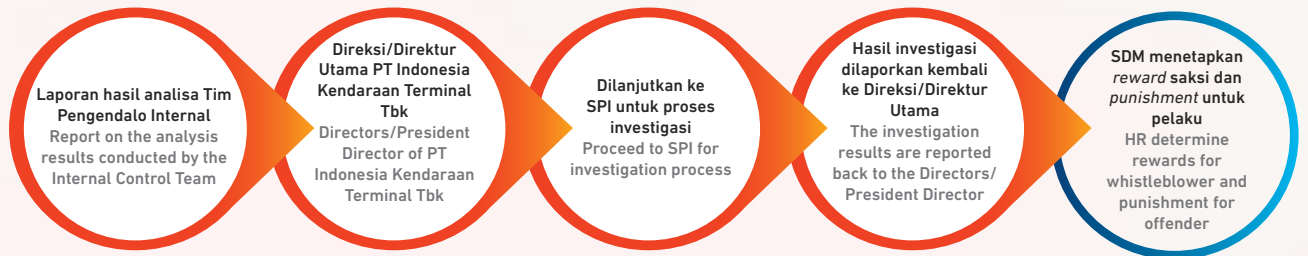 Laporan hasil analisa Tim
Pengendalo Internal
Report on the analysis
results conducted by the
Internal Control Team
Direksi/Direktur
Utama PT Indonesia
Kendaraan Terminal
Tbk
Directors/President
Director of PT
Indonesia Kendaraan
Terminal Tbk
Dilanjutkan ke
SPI untuk proses
investigasi
Proceed to SPI for
investigation process
Hasil investigasi
dilaporkan kembali
ke Direksi/Direktur
Utama
The investigation
results are reported
back to the Directors/
President Director
SDM menetapkan
reward saksi dan
punishment untuk
pelaku
HR determine
rewards for
whistleblower and
punishment for
offender